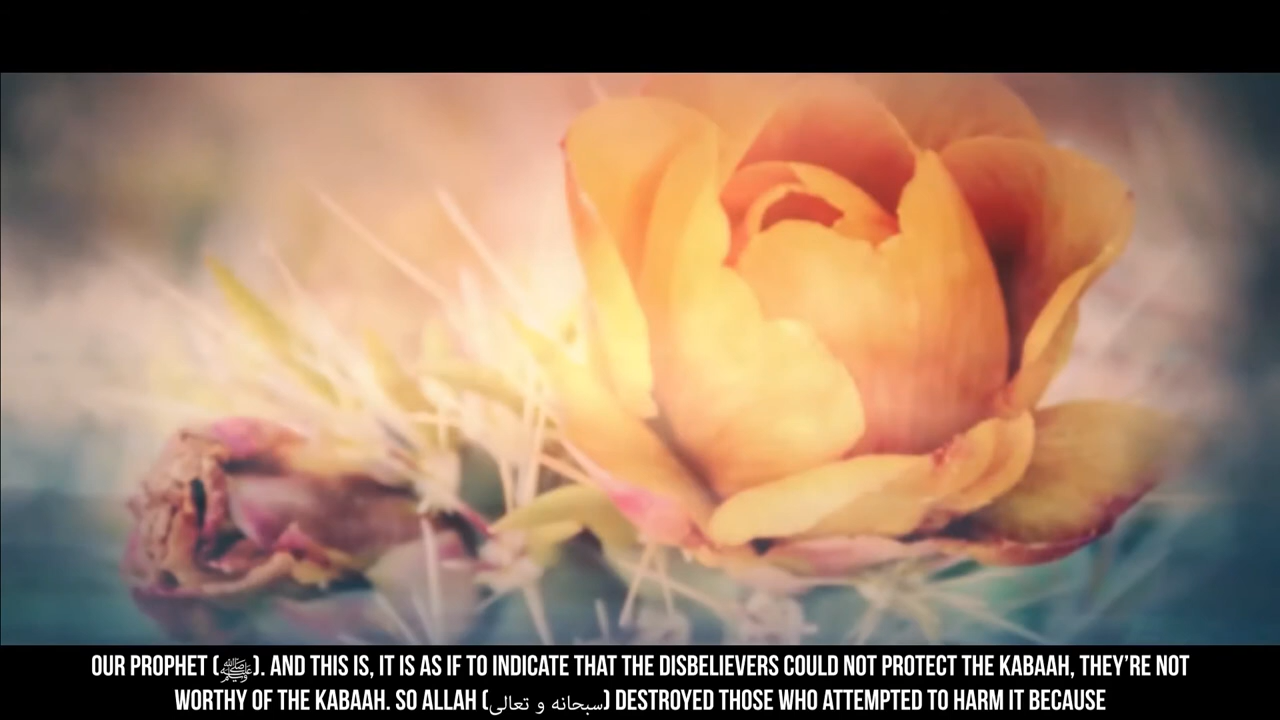 OUR PROPHET (ﷺ). AND THIS IS, IT IS AS IF TO INDICATE THAT THE DISBELIEVERS COULD NOT PROTECT THE KABAAH, THEY'RE NOT
WORTHY OF THE KABAAH. SO ALLAH (سبحانه و تعالى) DESTROYED THOSE WHO ATTEMPTED TO HARM IT BECAUSE